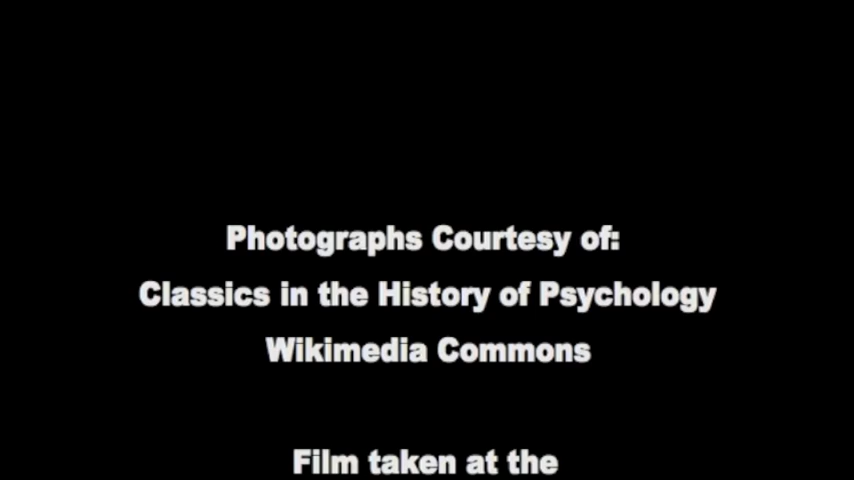 Photographs Courtesy of:
Classics in the History of Psychology
Wikimedia Commons
Film taken at the